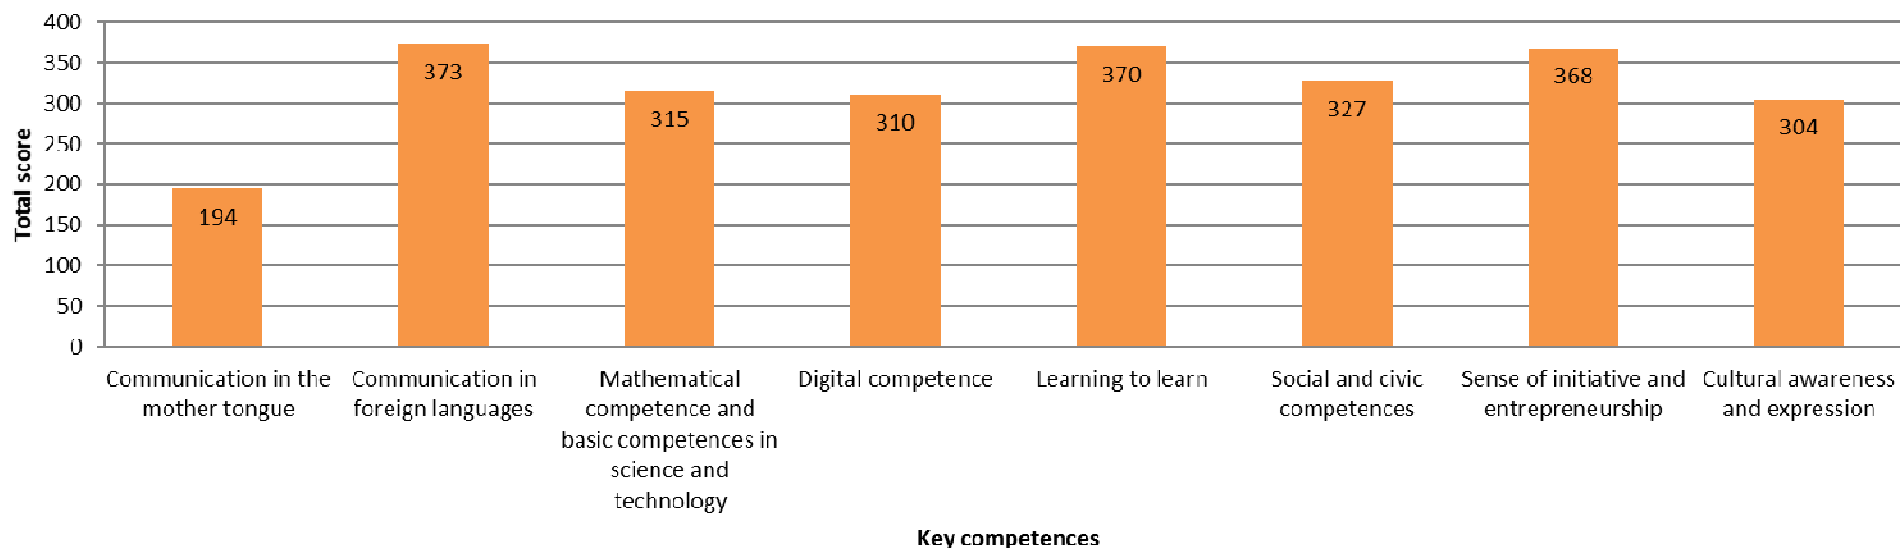 400
350
300
250
200
150
100
50
0
Total score
194
373
315
310
370
327
368
304
Communication in the
mother tongue
Communication in
foreign languages
Mathematical
competence and
basic competences in
science and
technology
Digital competence
Learning to learn
Social and civic
competences
Sense of initiative and
entrepreneurship
Cultural awareness
and expression
Key competences